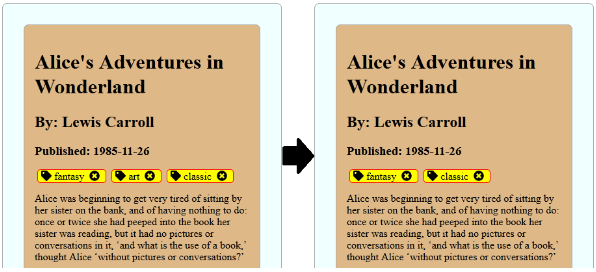 Alice's Adventures in
Wonderland
By: Lewis Carroll
Published: 1985-11-26
fantasy art classic
Alice was beginning to get very tired of sitting by
her sister on the bank, and of having nothing to do:
once or twice she had peeped into the book her
sister was reading, but it had no pictures or
conversations in it, `and what is the use of a book,'
thought Alice `without pictures or conversations?'
Alice's Adventures in
Wonderland
By: Lewis Carroll
Published: 1985-11-26
fantasy classic
Alice was beginning to get very tired of sitting by
her sister on the bank, and of having nothing to do:
once or twice she had peeped into the book her
sister was reading, but it had no pictures or
conversations in it, `and what is the use of a book,'
thought Alice `without pictures or conversations?'